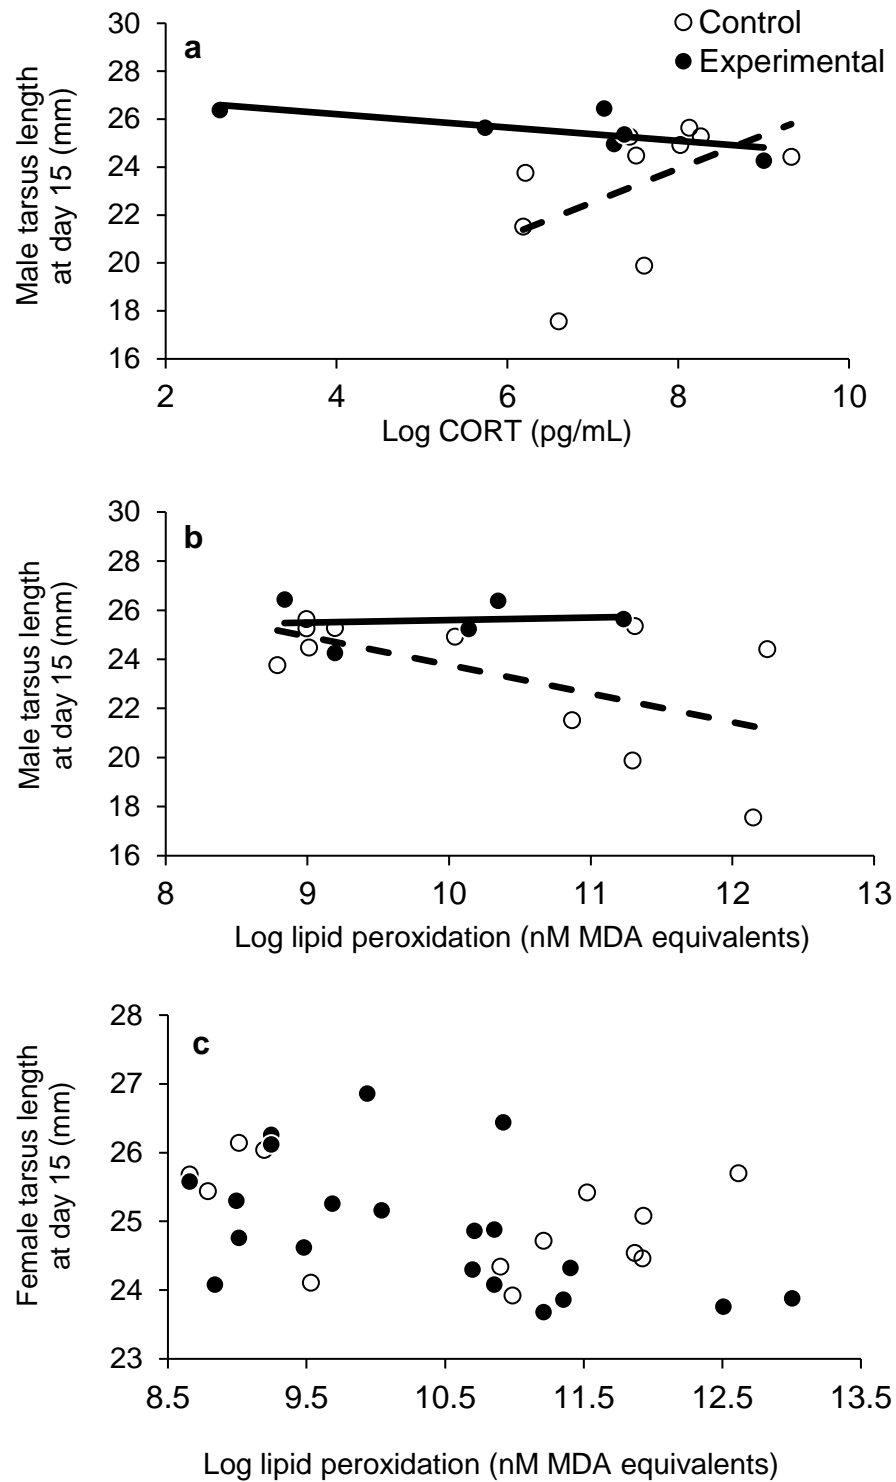 a
Control
Experimental
Male tarsus length
at day 15 (mm)
30
28
26
24
22
20
18
16
2 4 6 8 10
Log CORT (pg/mL)
b
Male tarsus length
at day 15 (mm)
30
28
26
24
22
20
18
16
8 9 10 11 12 13
Log lipid peroxidation (nM MDA equivalents)
c
Female tarsus length
at day 15 (mm)
28
27
26
25
24
23
8.5 9.5 10.5 11.5 12.5 13.5
Log lipid peroxidation (nM MDA equivalents)